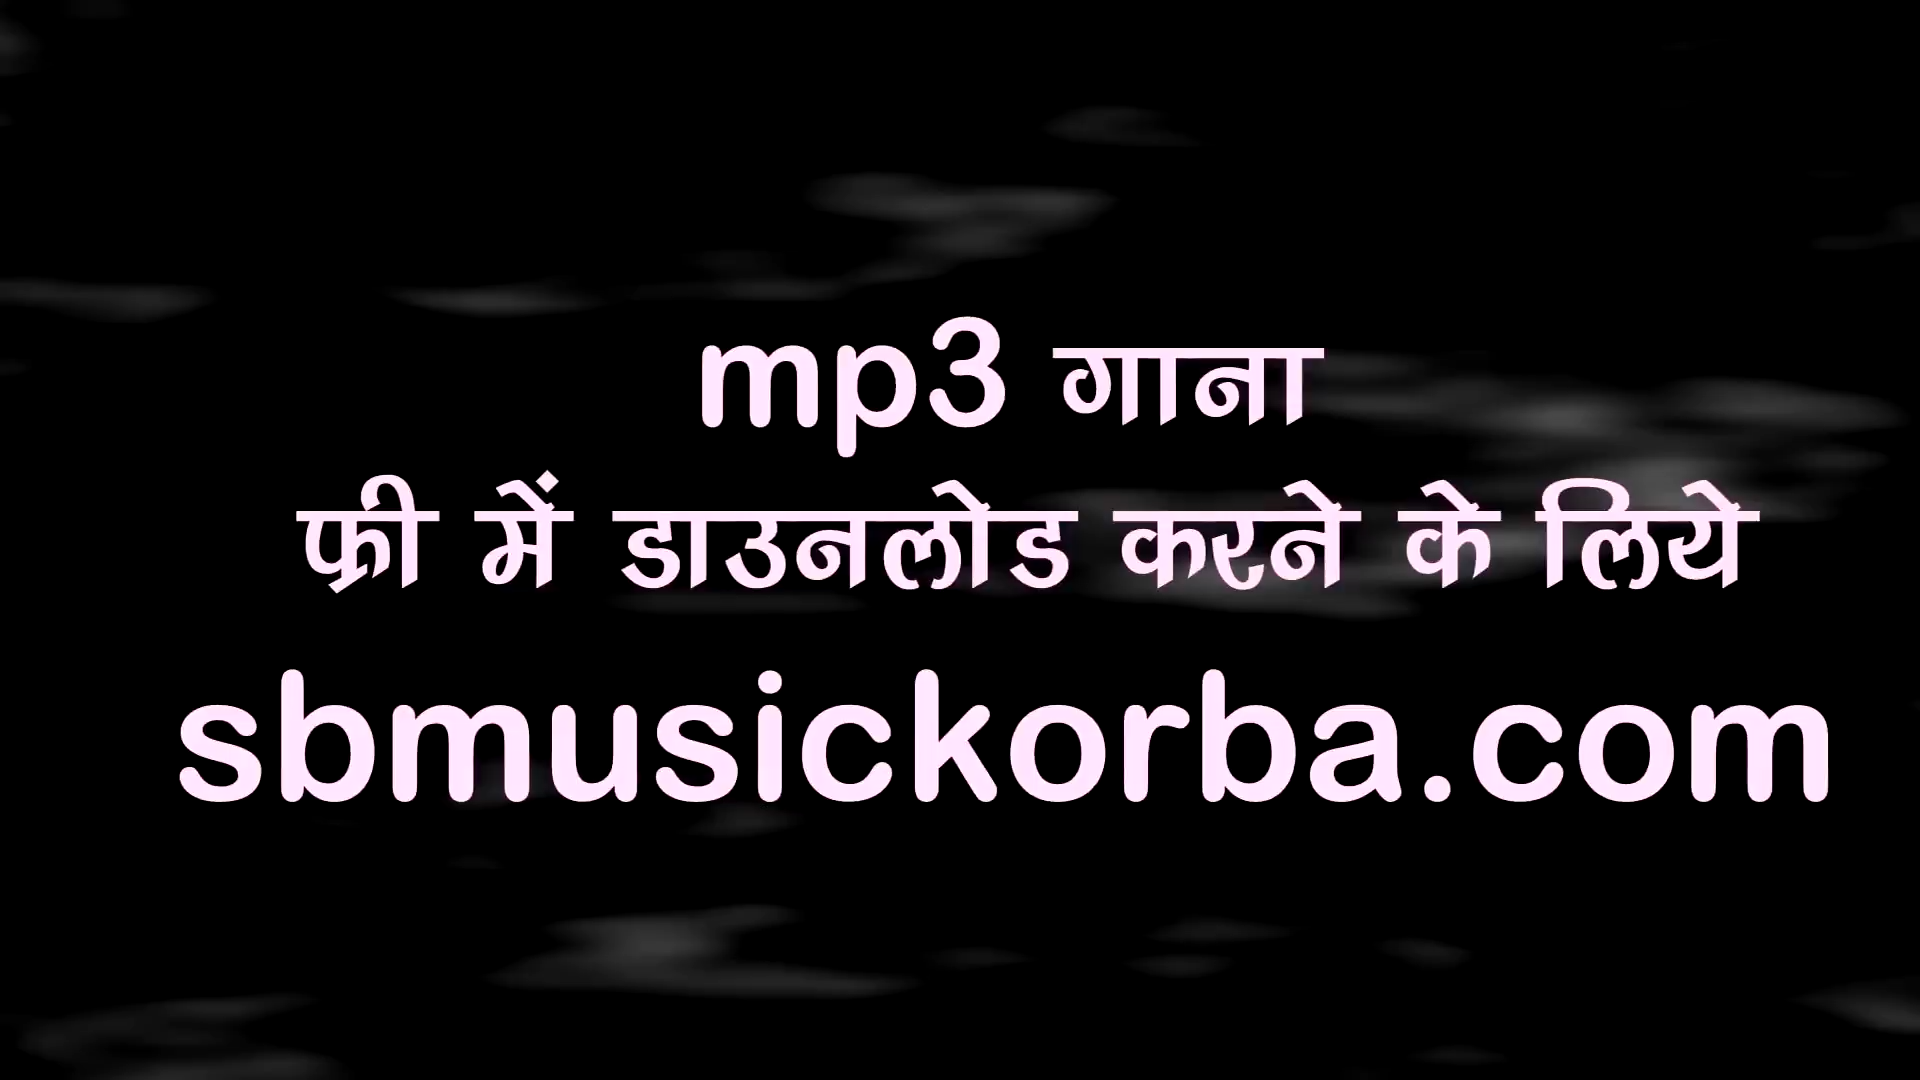 mp3 गाना
फ्री में डाउनलोड करने के लिये
sbmusickorba.com